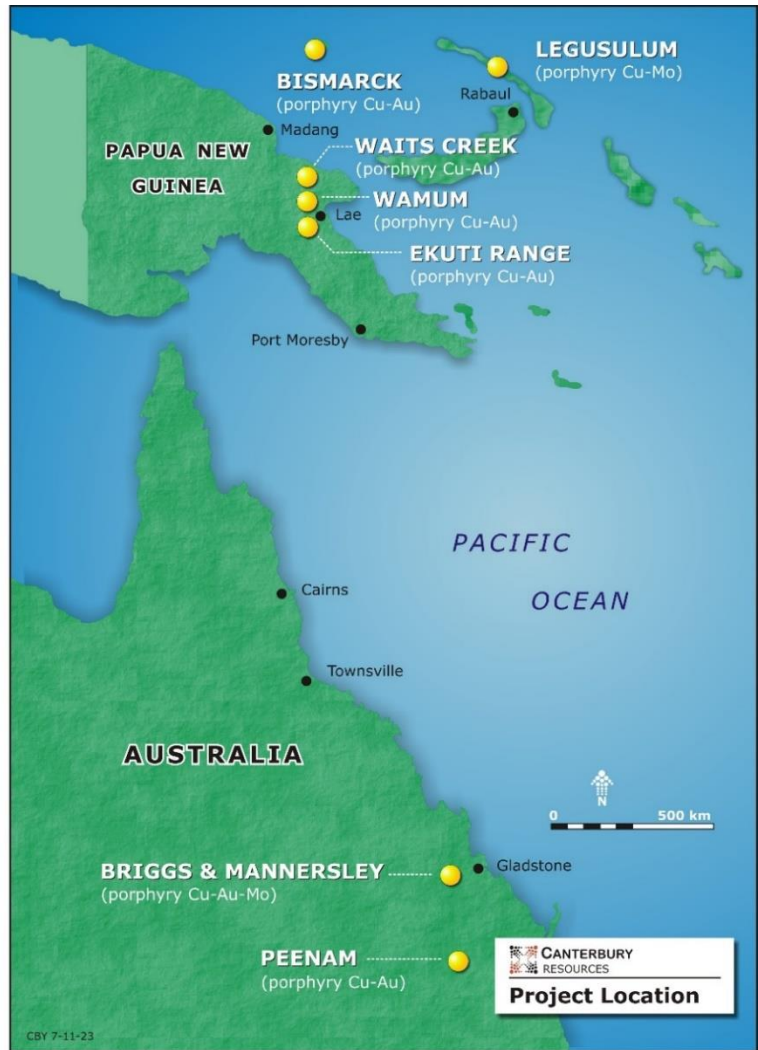 LEGUSULUM
(porphyry Cu-Mo)
BISMARCK
(porphyry Cu-Au)
Rabaul
Madang
WAITS CREEK
(porphyry Cu-Au)
PAPUA NEW
GUINEA
WAMUM
(porphyry Cu-Au)
Lae
EKUTI RANGE
(porphyry Cu-Au)
Port Moresby
PACIFIC
OCEAN
Cairns
Townsville
AUSTRALIA
N
0 500 km
BRIGGS & MANNERSLEY
(porphyry Cu-Au-Mo)
Gladstone
PEENAM
(porphyry Cu-Au)
CANTERBURY
RESOURCES
Project Location
CBY 7-11-23